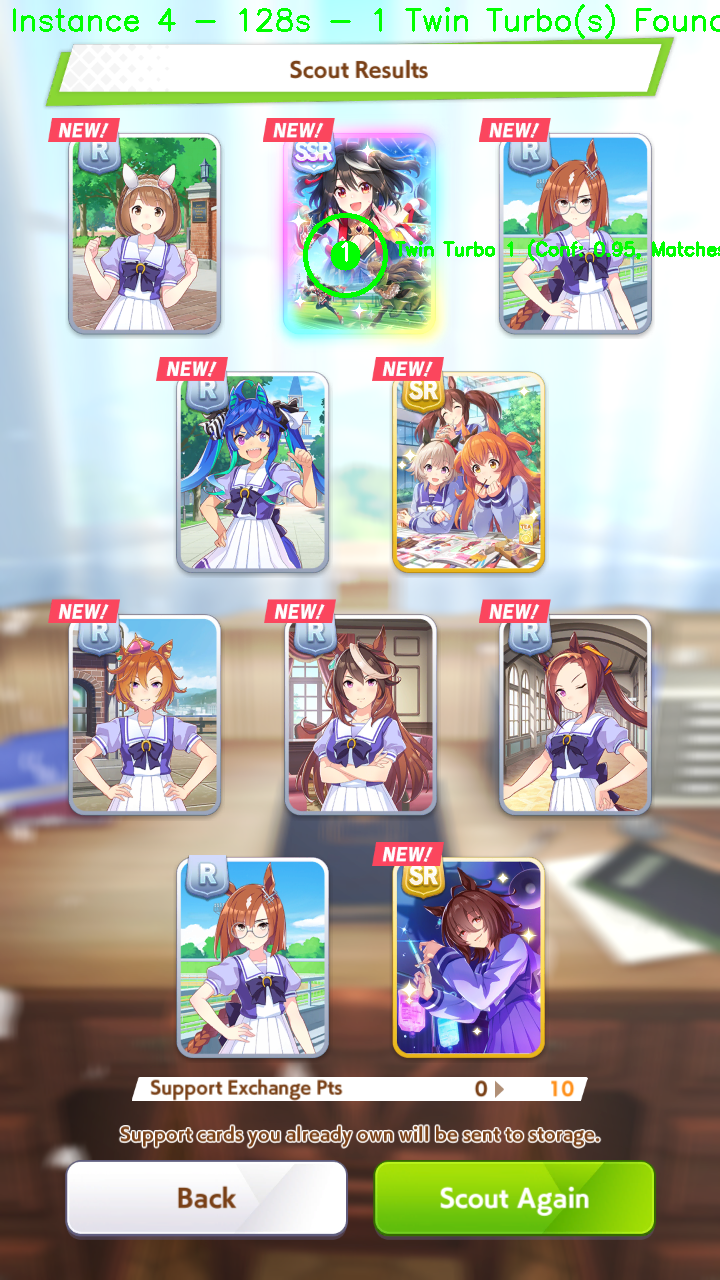 Instance 4 - 128s - 1 Twin Turbo(s) Found
Scout Results
NEW! NEW! NEW!
R SSR R
1 Twin Turbo 1 (Conf: 0.95, Matches
NEW! NEW!
R SR
NEW! NEW! NEW!
R R R
NEW!
R SR
Support Exchange Pts 0 10
Support cards you already own will be sent to storage.
Back Scout Again